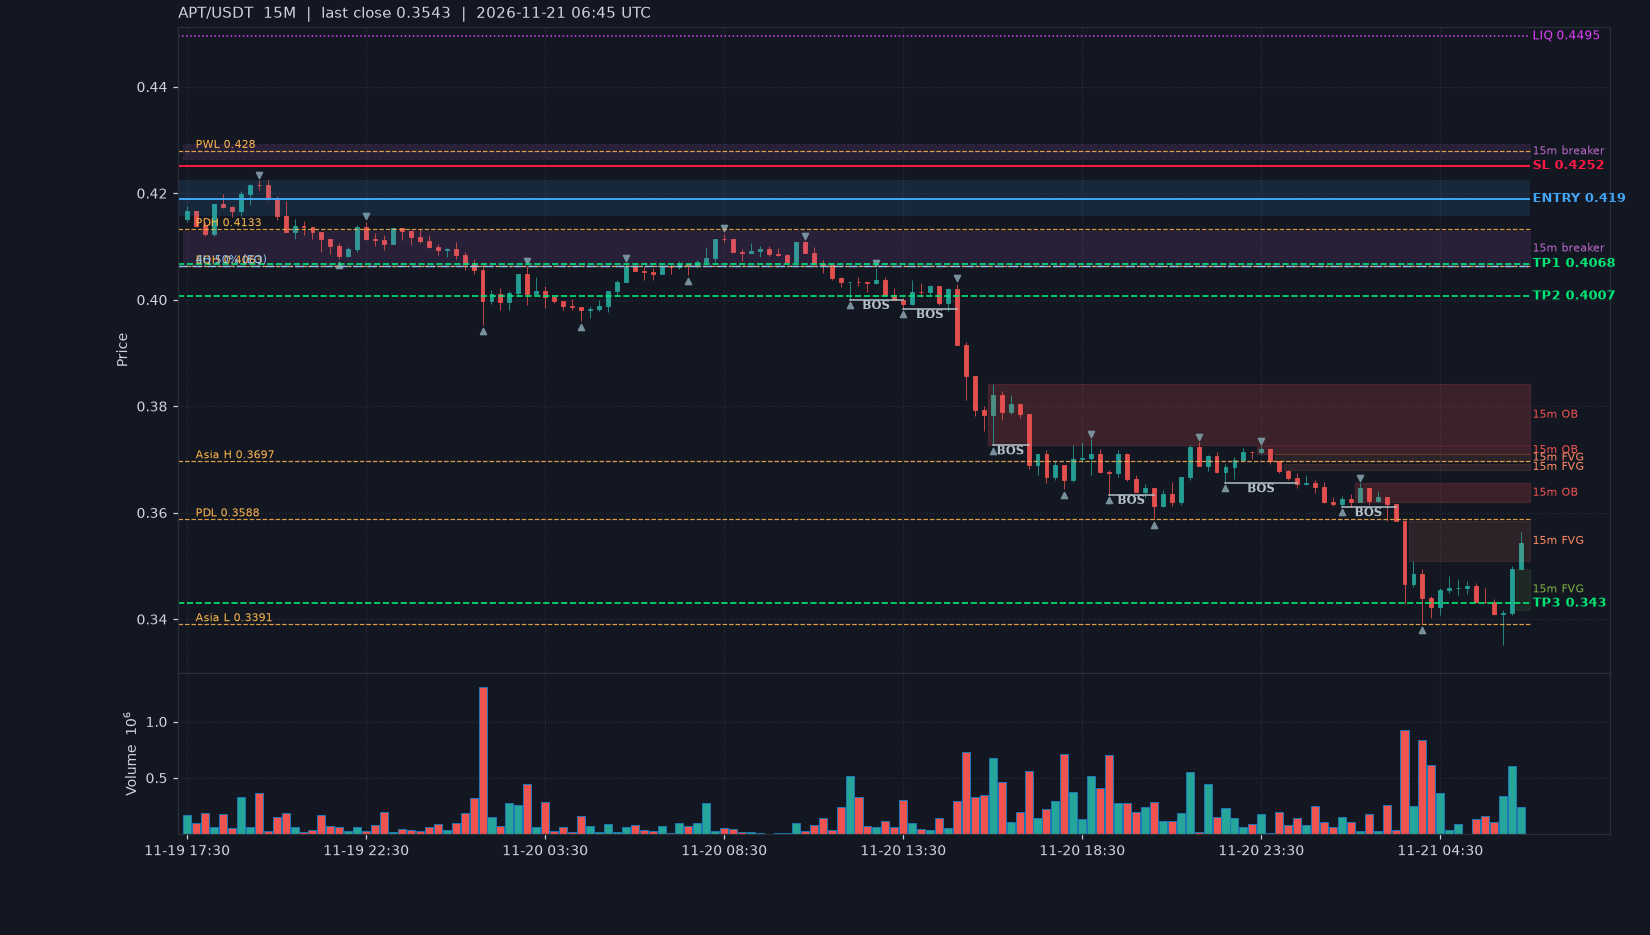 APT/USDT  15M  |  last close 0.3543  |  2026-11-21 06:45 UTC
LIQ 0.4495
0.44
PWL 0.428
15m breaker
SL 0.4252
0.42
ENTRY 0.419
PDH 0.4133
15m breaker
TP1 0.4068
0.40
TP2 0.4007
BOS
BOS
Price
0.38
15m OB
BOS
15m OB
Asia H 0.3697
15m FVG
15m FVG
BOS
BOS
15m OB
0.36
BOS
PDL 0.3588
15m FVG
15m FVG
TP3 0.343
0.34
Asia L 0.3391
Volume  10⁶
1.0
0.5
11-19 17:30
11-19 22:30
11-20 03:30
11-20 08:30
11-20 13:30
11-20 18:30
11-20 23:30
11-21 04:30